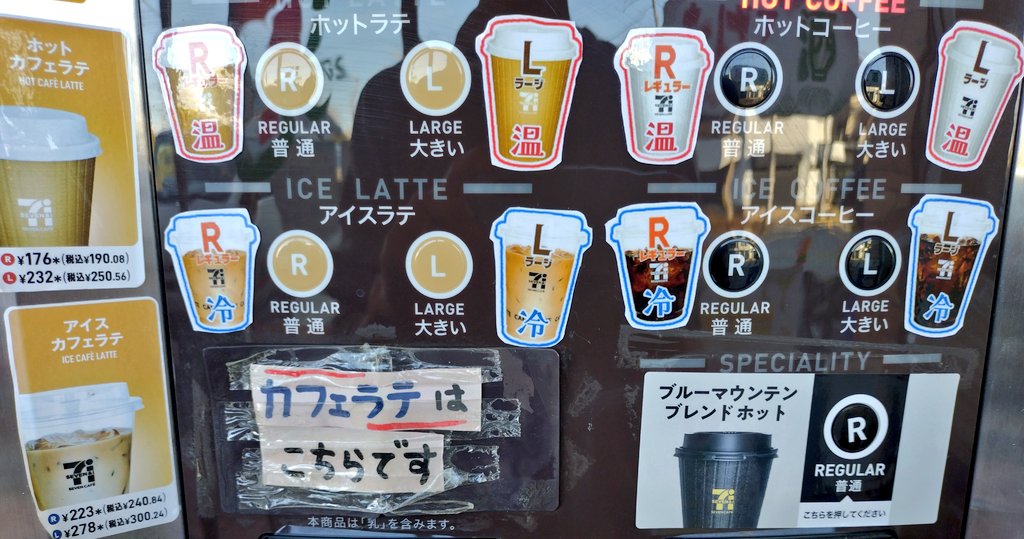 ホット
カフェラテ
HOT CAFÉ LATTE
SEVEN CAFÉ
R ¥176* (税込¥190.08)
L ¥232* (税込¥250.56)
アイス
カフェラテ
ICE CAFÉ LATTE
SEVEN CAFÉ
R ¥223* (税込¥240.84)
L ¥278* (税込¥300.24)
HOT LATTE
ホットラテ
R
レギュラー
温
R
REGULAR
普通
L
LARGE
大きい
L
ラージ
温
HOT COFFEE
ホットコーヒー
R
レギュラー
温
R
REGULAR
普通
L
LARGE
大きい
L
ラージ
温
ICE LATTE
アイスラテ
R
レギュラー
冷
R
REGULAR
普通
L
LARGE
大きい
L
ラージ
冷
ICE COFFEE
アイスコーヒー
R
レギュラー
冷
R
REGULAR
普通
L
LARGE
大きい
L
ラージ
冷
カフェラテは
こちらです
本商品は「乳」を含みます。
SPECIALITY
ブルーマウンテン
ブレンドホット
SEVEN CAFÉ
R
REGULAR
普通
こちらを押してください